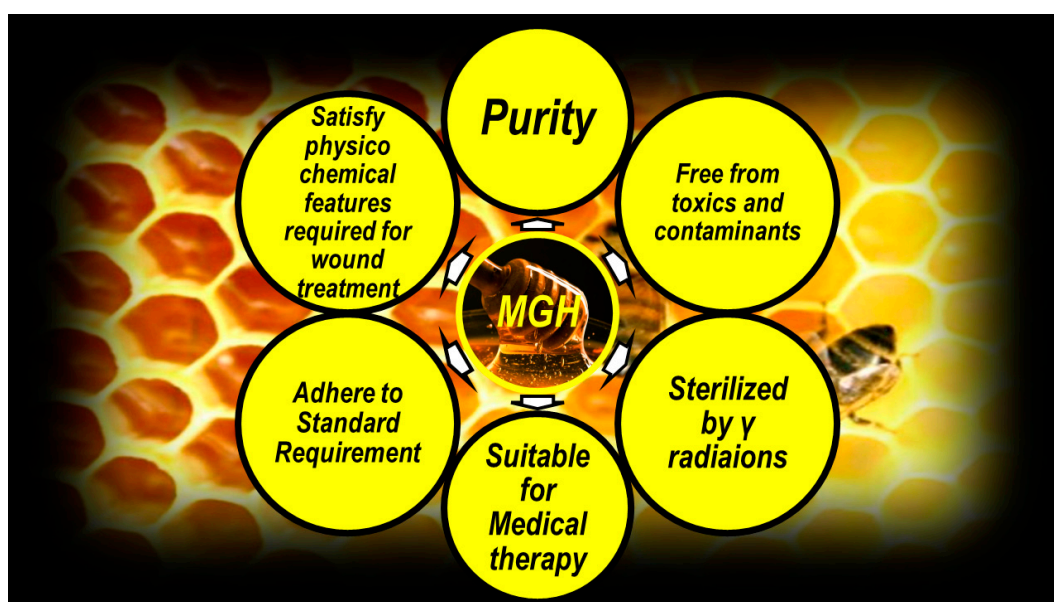 Purity
Free from
toxics and
contaminants
Sterilized
by γ
radiaions
Suitable
for
Medical
therapy
Adhere to
Standard
Requirement
Satisfy
physico
chemical
features
required for
wound
treatment
MGH